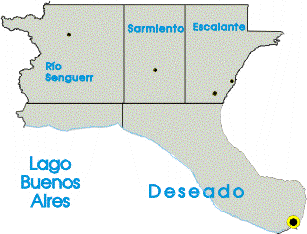 Sarmiento
Escalante
Río
Senguerr
Lago
Buenos
Aires
Deseado